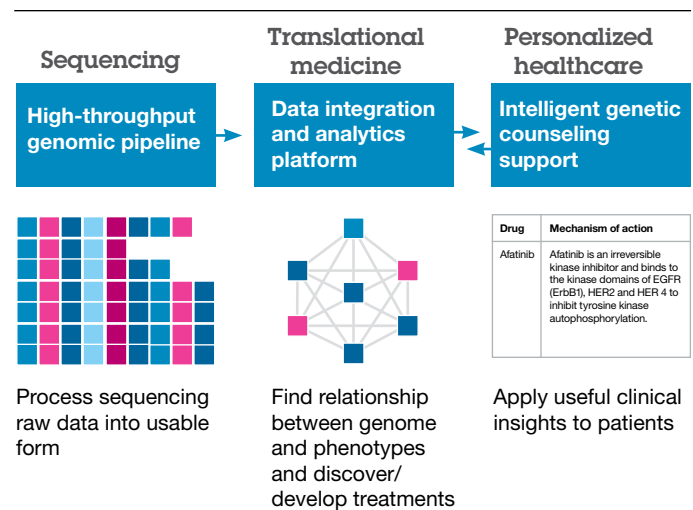 Sequencing
High-throughput
genomic pipeline
Process sequencing
raw data into usable
form
Translational
medicine
Data integration
and analytics
platform
Find relationship
between genome
and phenotypes
and discover/
develop treatments
Personalized
healthcare
Intelligent genetic
counseling
support
Drug Mechanism of action
Afatinib Afatinib is an irreversible
kinase inhibitor and binds to
the kinase domains of EGFR
(ErbB1), HER2 and HER 4 to
inhibit tyrosine kinase
autophosphorylation.
Apply useful clinical
insights to patients